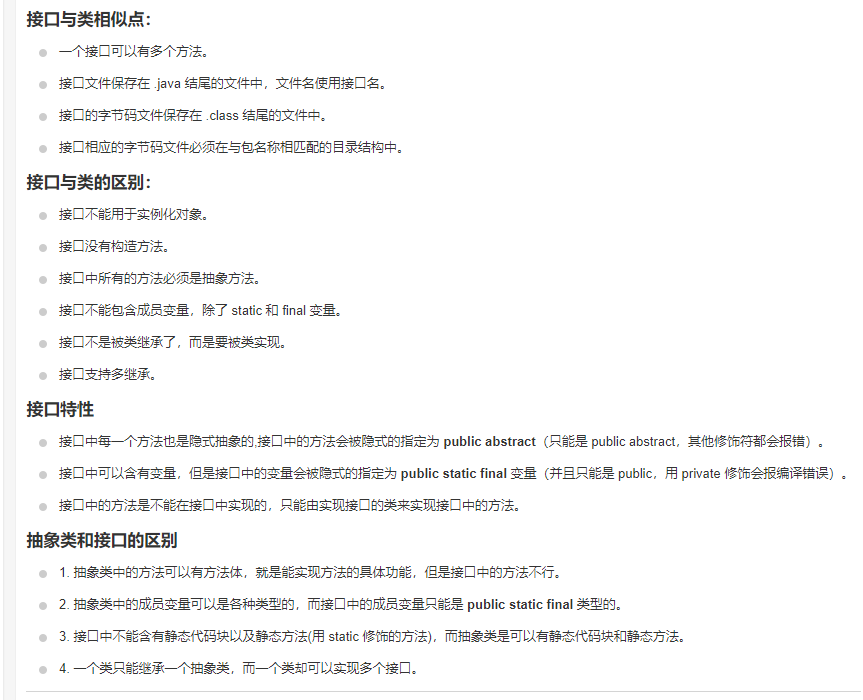 接口与类相似点：
一个接口可以有多个方法。
接口文件保存在 .java 结尾的文件中，文件名使用接口名。
接口的字节码文件保存在 .class 结尾的文件中。
接口相应的字节码文件必须在与包名称相匹配的目录结构中。
接口与类的区别：
接口不能用于实例化对象。
接口没有构造方法。
接口中所有的方法必须是抽象方法。
接口不能包含成员变量，除了 static 和 final 变量。
接口不是被类继承了，而是要被类实现。
接口支持多继承。
接口特性
接口中每一个方法也是隐式抽象的,接口中的方法会被隐式的指定为 public abstract（只能是 public abstract，其他修饰符都会报错）。
接口中可以含有变量，但是接口中的变量会被隐式的指定为 public static final 变量（并且只能是 public，用 private 修饰会报编译错误）。
接口中的方法是不能在接口中实现的，只能由实现接口的类来实现接口中的方法。
抽象类和接口的区别
1. 抽象类中的方法可以有方法体，就是能实现方法的具体功能，但是接口中的方法不行。
2. 抽象类中的成员变量可以是各种类型的，而接口中的成员变量只能是 public static final 类型的。
3. 接口中不能含有静态代码块以及静态方法(用 static 修饰的方法)，而抽象类是可以有静态代码块和静态方法。
4. 一个类只能继承一个抽象类，而一个类却可以实现多个接口。